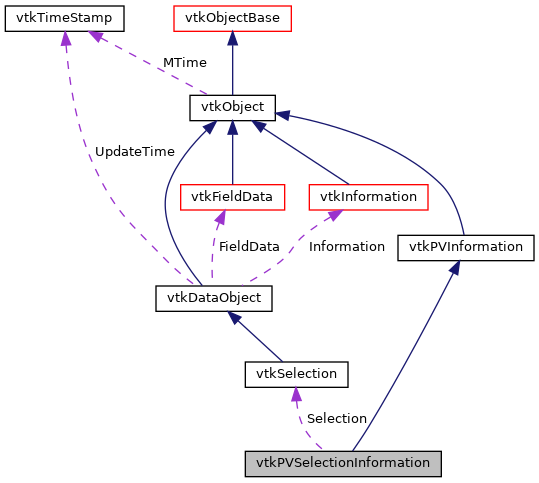 vtkTimeStamp
vtkObjectBase
MTime
vtkObject
UpdateTime
vtkFieldData
vtkInformation
FieldData
Information
vtkPVInformation
vtkDataObject
vtkSelection
Selection
vtkPVSelectionInformation